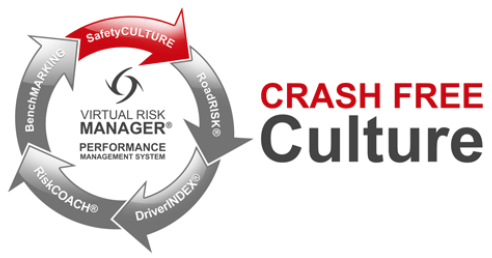 SafetyCULTURE
RoadRISK®
DriverINDEX®
RiskCOACH®
BenchMARKING
VIRTUAL RISK
MANAGER®
PERFORMANCE
MANAGEMENT SYSTEM
CRASH FREE
Culture